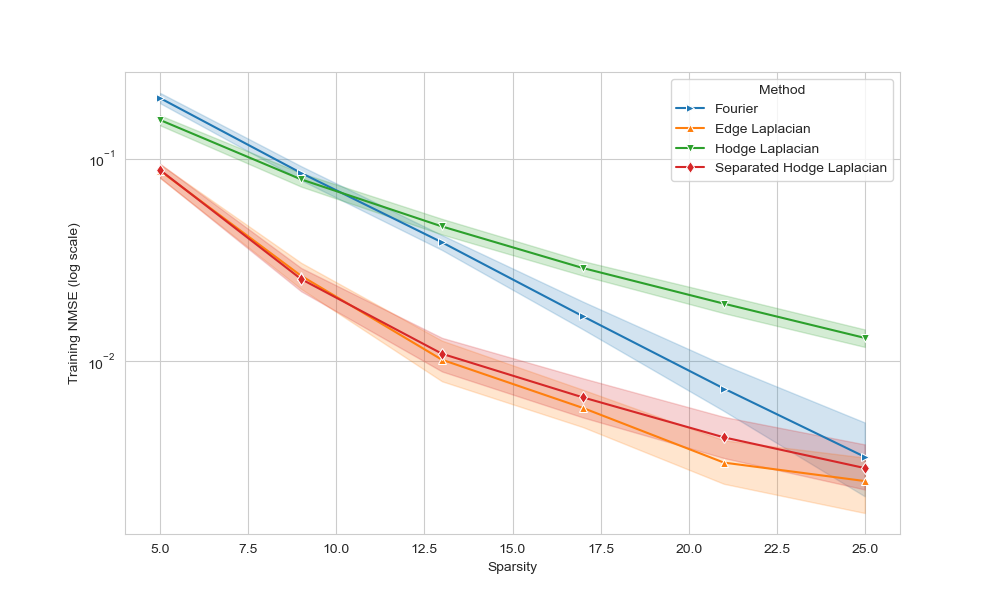 Method
Fourier
Edge Laplacian
Hodge Laplacian
Separated Hodge Laplacian
Training NMSE (log scale)
10⁻¹
10⁻²
5.0 7.5 10.0 12.5 15.0 17.5 20.0 22.5 25.0
Sparsity